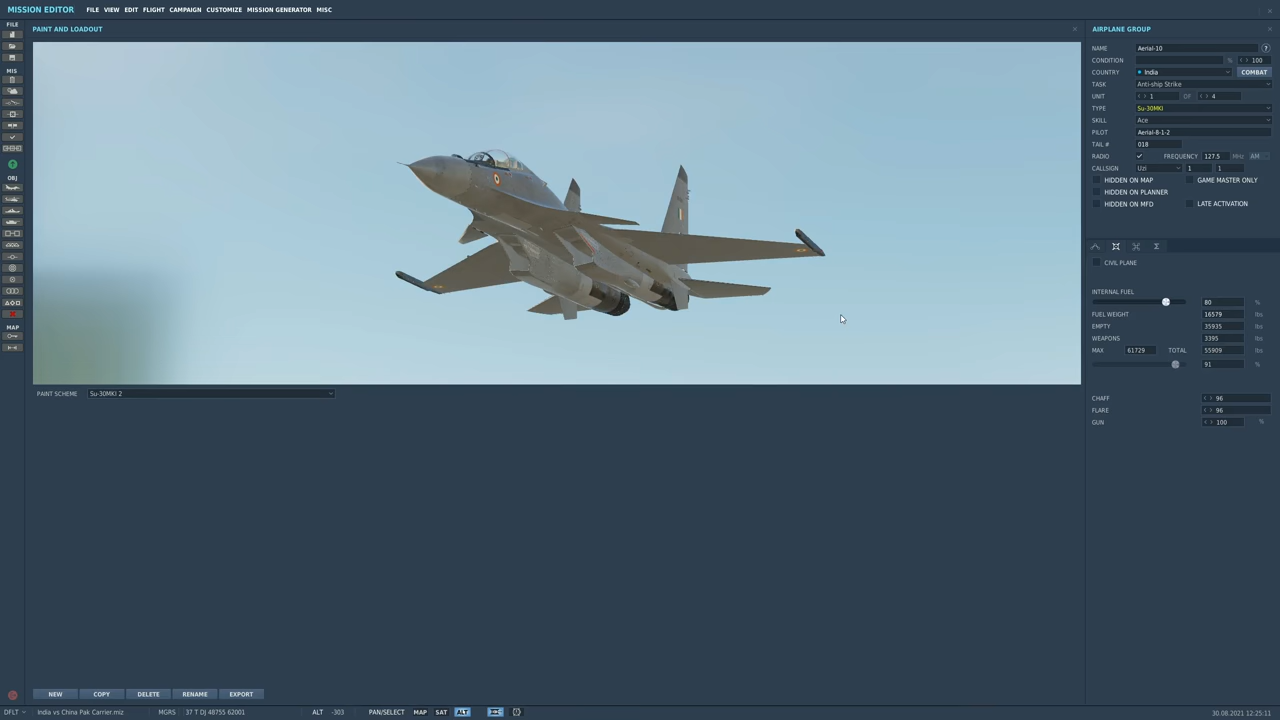 MISSION EDITOR FILE VIEW EDIT FLIGHT CAMPAIGN CUSTOMIZE MISSION GENERATOR MISC
FILE
MIS
OBJ
MAP
PAINT AND LOADOUT
PAINT SCHEME Su-30MKI 2
NEW COPY DELETE RENAME EXPORT
AIRPLANE GROUP
NAME Aerial-10 ?
CONDITION % < > 100
COUNTRY India COMBAT
TASK Anti-ship Strike
UNIT < > 1 OF < > 4
TYPE Su-30MKI
SKILL Ace
PILOT Aerial-8-1-2
TAIL # 018
RADIO FREQUENCY 127.5 MHz AM
CALLSIGN Uzi 1 1
HIDDEN ON MAP GAME MASTER ONLY
HIDDEN ON PLANNER
HIDDEN ON MFD LATE ACTIVATION
CIVIL PLANE
INTERNAL FUEL
80 %
FUEL WEIGHT 16579 lbs
EMPTY 35935 lbs
WEAPONS 3395 lbs
MAX 61729 TOTAL 55909 lbs
91 %
CHAFF < > 96
FLARE < > 96
GUN < > 100 %
DFLT India vs China Pak Carrier.miz MGRS 37 T DJ 48755 62001 ALT -303 PAN/SELECT MAP SAT ALT 30.08.2021 12:25:11